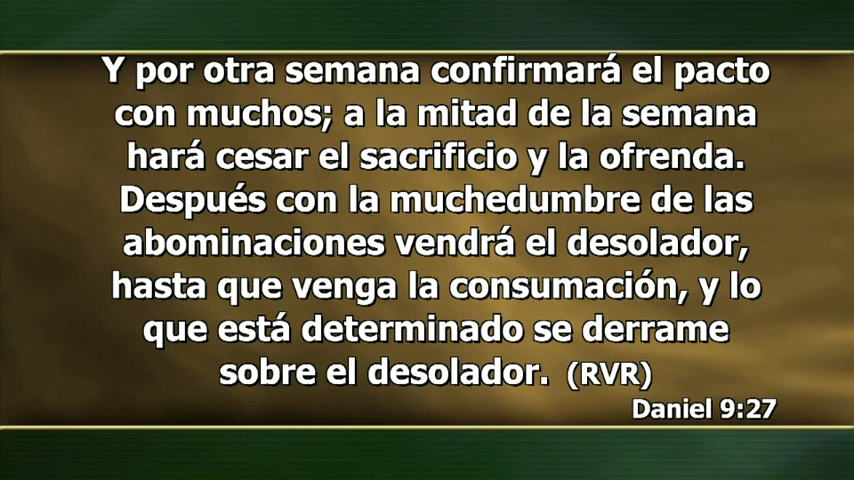 Y por otra semana confirmará el pacto
con muchos; a la mitad de la semana
hará cesar el sacrificio y la ofrenda.
Después con la muchedumbre de las
abominaciones vendrá el desolador,
hasta que venga la consumación, y lo
que está determinado se derrame
sobre el desolador. (RVR)
Daniel 9:27